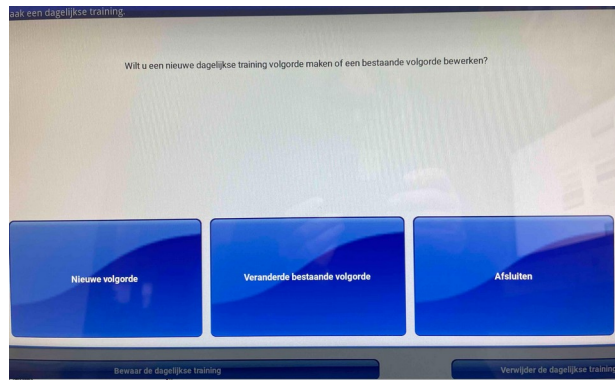 aak een dagelijkse training.
Wilt u een nieuwe dagelijkse training volgorde maken of een bestaande volgorde bewerken?
Nieuwe volgorde
Veranderde bestaande volgorde
Afsluiten
Bewaar de dagelijkse training
Verwijder de dagelijkse training